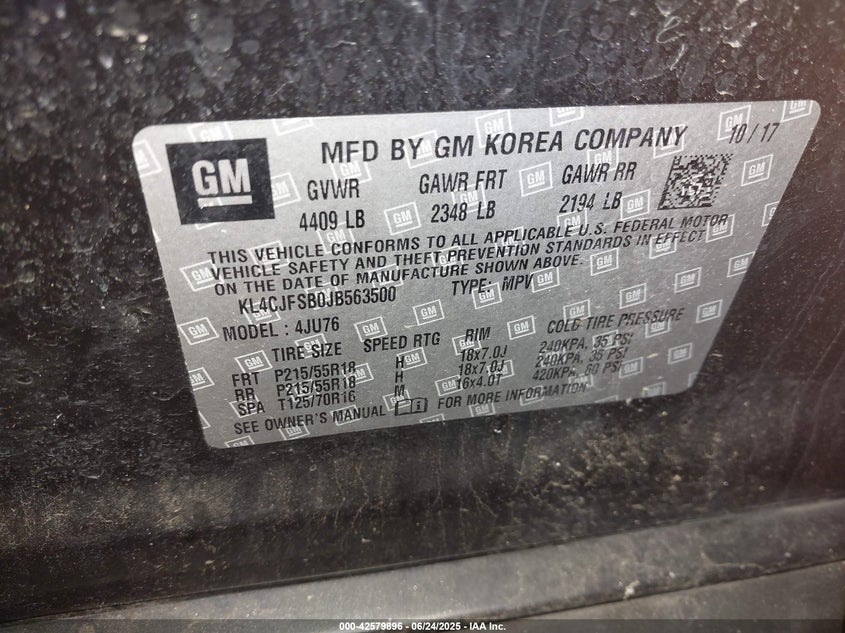 GM
MFD BY GM KOREA COMPANY 10/17
GVWR GAWR FRT GAWR RR
4409 LB 2348 LB 2194 LB
THIS VEHICLE CONFORMS TO ALL APPLICABLE U.S. FEDERAL MOTOR
VEHICLE SAFETY AND THEFT PREVENTION STANDARDS IN EFFECT
ON THE DATE OF MANUFACTURE SHOWN ABOVE.
KL4CJFSB0JB563500 TYPE: MPV
MODEL: 4JU76
TIRE SIZE SPEED RTG RIM COLD TIRE PRESSURE
FRT P215/55R18 H 18x7.0J 240KPA, 35 PSI
RR P215/55R18 H 18x7.0J 240KPA, 35 PSI
SPA T125/70R16 M 16x4.0T 420KPA, 60 PSI
SEE OWNER'S MANUAL FOR MORE INFORMATION.
000-42579896 - 06/24/2025 - IAA Inc.